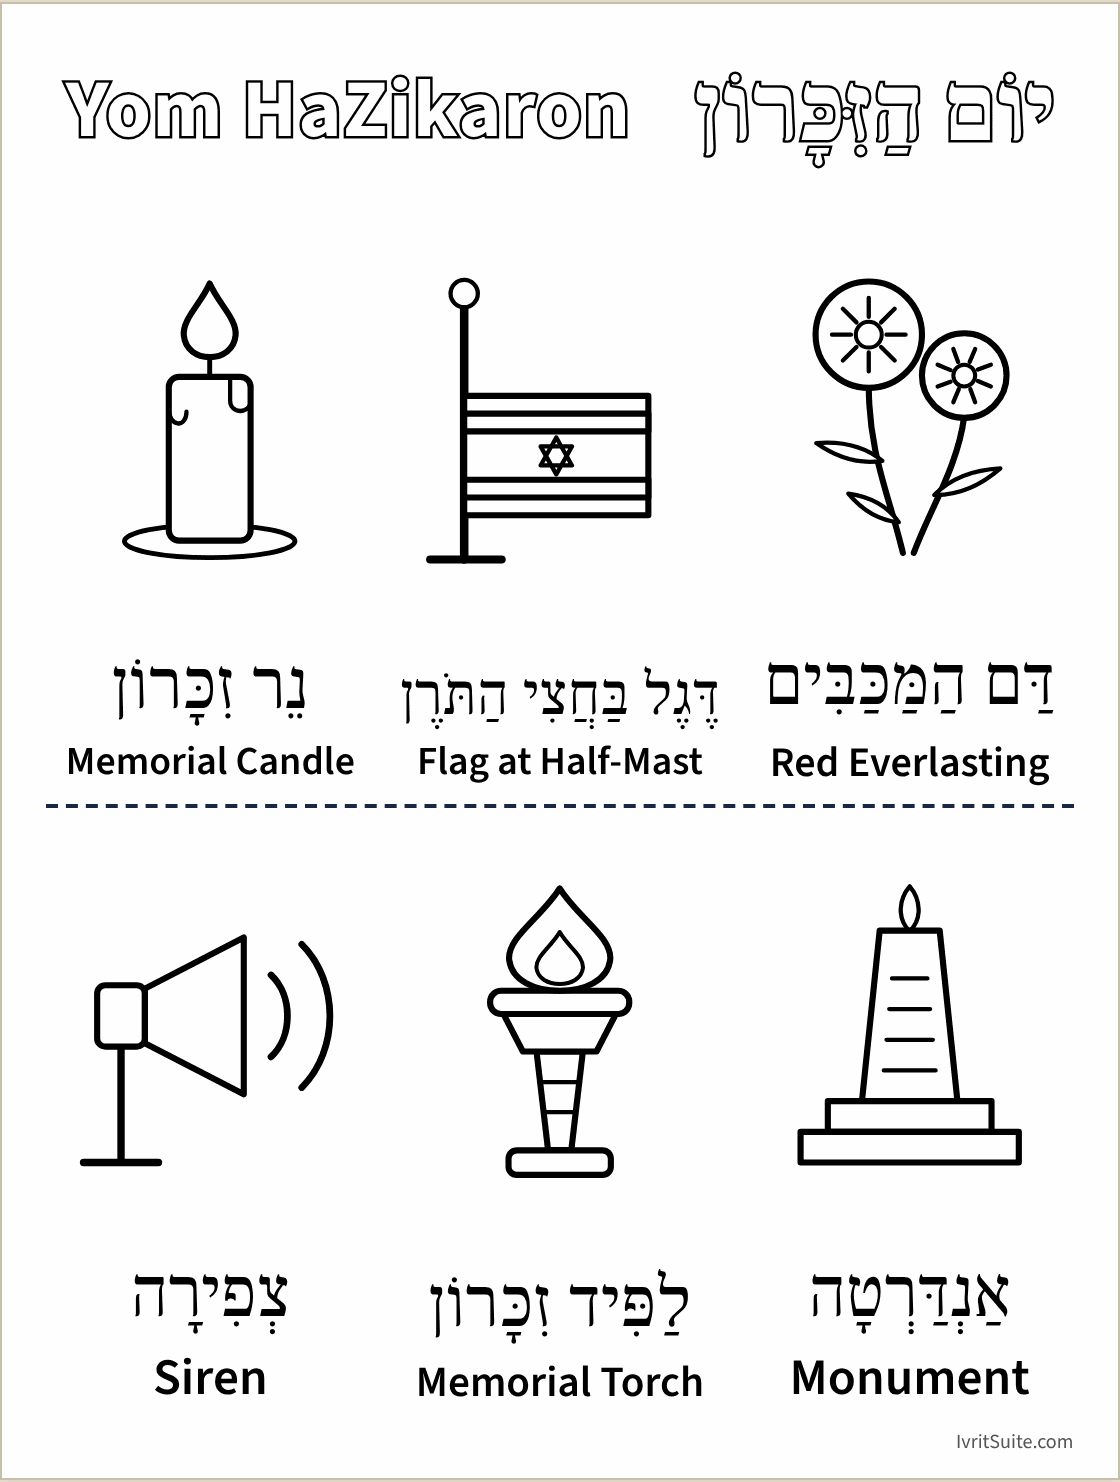 Yom HaZikaron יוֹם הַזִּכָּרוֹן
נֵר זִכָּרוֹן
Memorial Candle
דֶּגֶל בַּחֲצִי הַתֹּרֶן
Flag at Half-Mast
דַּם הַמַּכַּבִּים
Red Everlasting
צְפִירָה
Siren
לַפִּיד זִכָּרוֹן
Memorial Torch
אַנְדַּרְטָה
Monument
IvritSuite.com